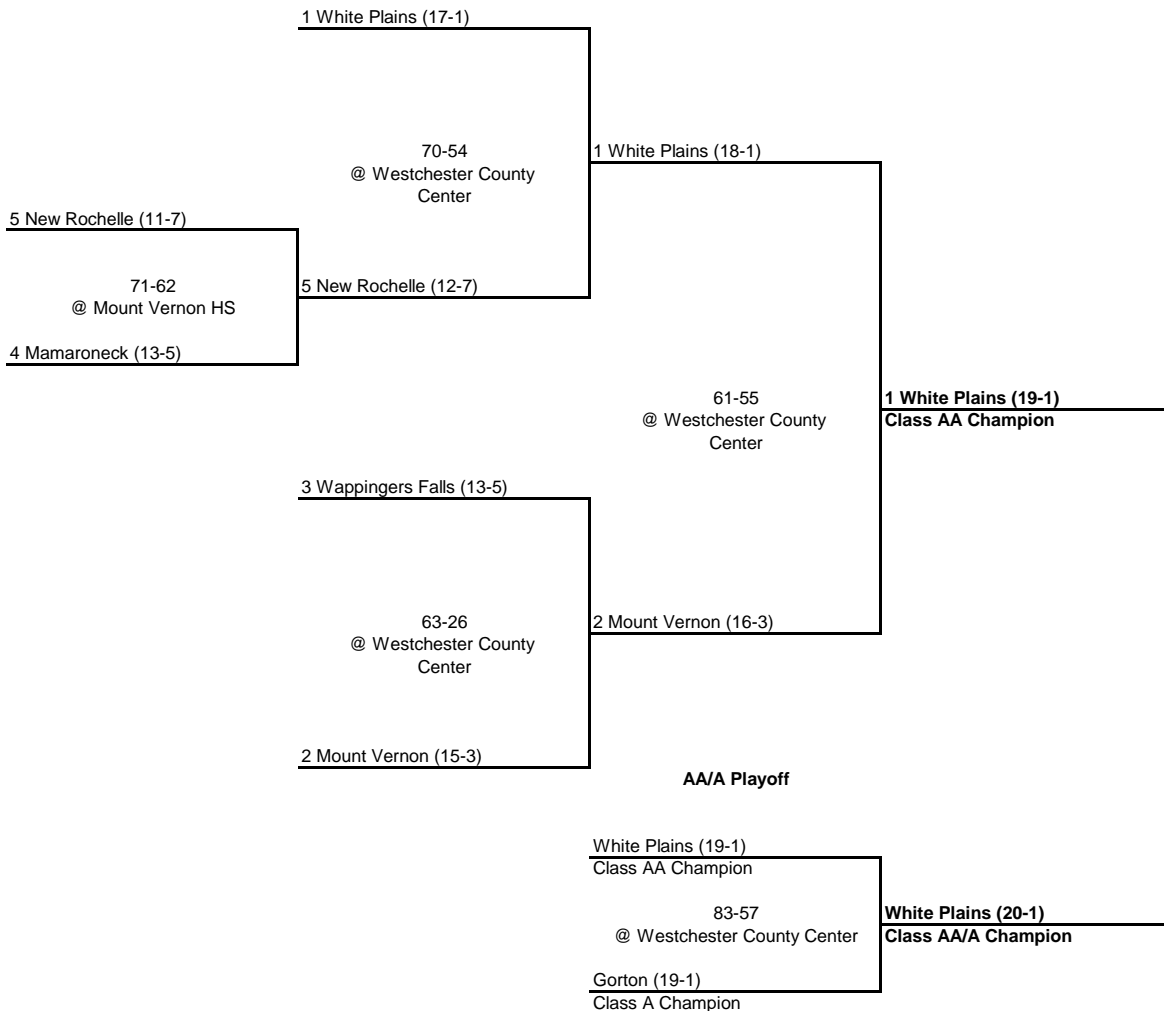 1 White Plains (17-1)
70-54
@ Westchester County
Center
1 White Plains (18-1)
5 New Rochelle (11-7)
71-62
@ Mount Vernon HS
5 New Rochelle (12-7)
4 Mamaroneck (13-5)
61-55
@ Westchester County
Center
1 White Plains (19-1)
Class AA Champion
3 Wappingers Falls (13-5)
63-26
@ Westchester County
Center
2 Mount Vernon (16-3)
2 Mount Vernon (15-3)
AA/A Playoff
White Plains (19-1)
Class AA Champion
83-57
@ Westchester County Center
White Plains (20-1)
Class AA/A Champion
Gorton (19-1)
Class A Champion